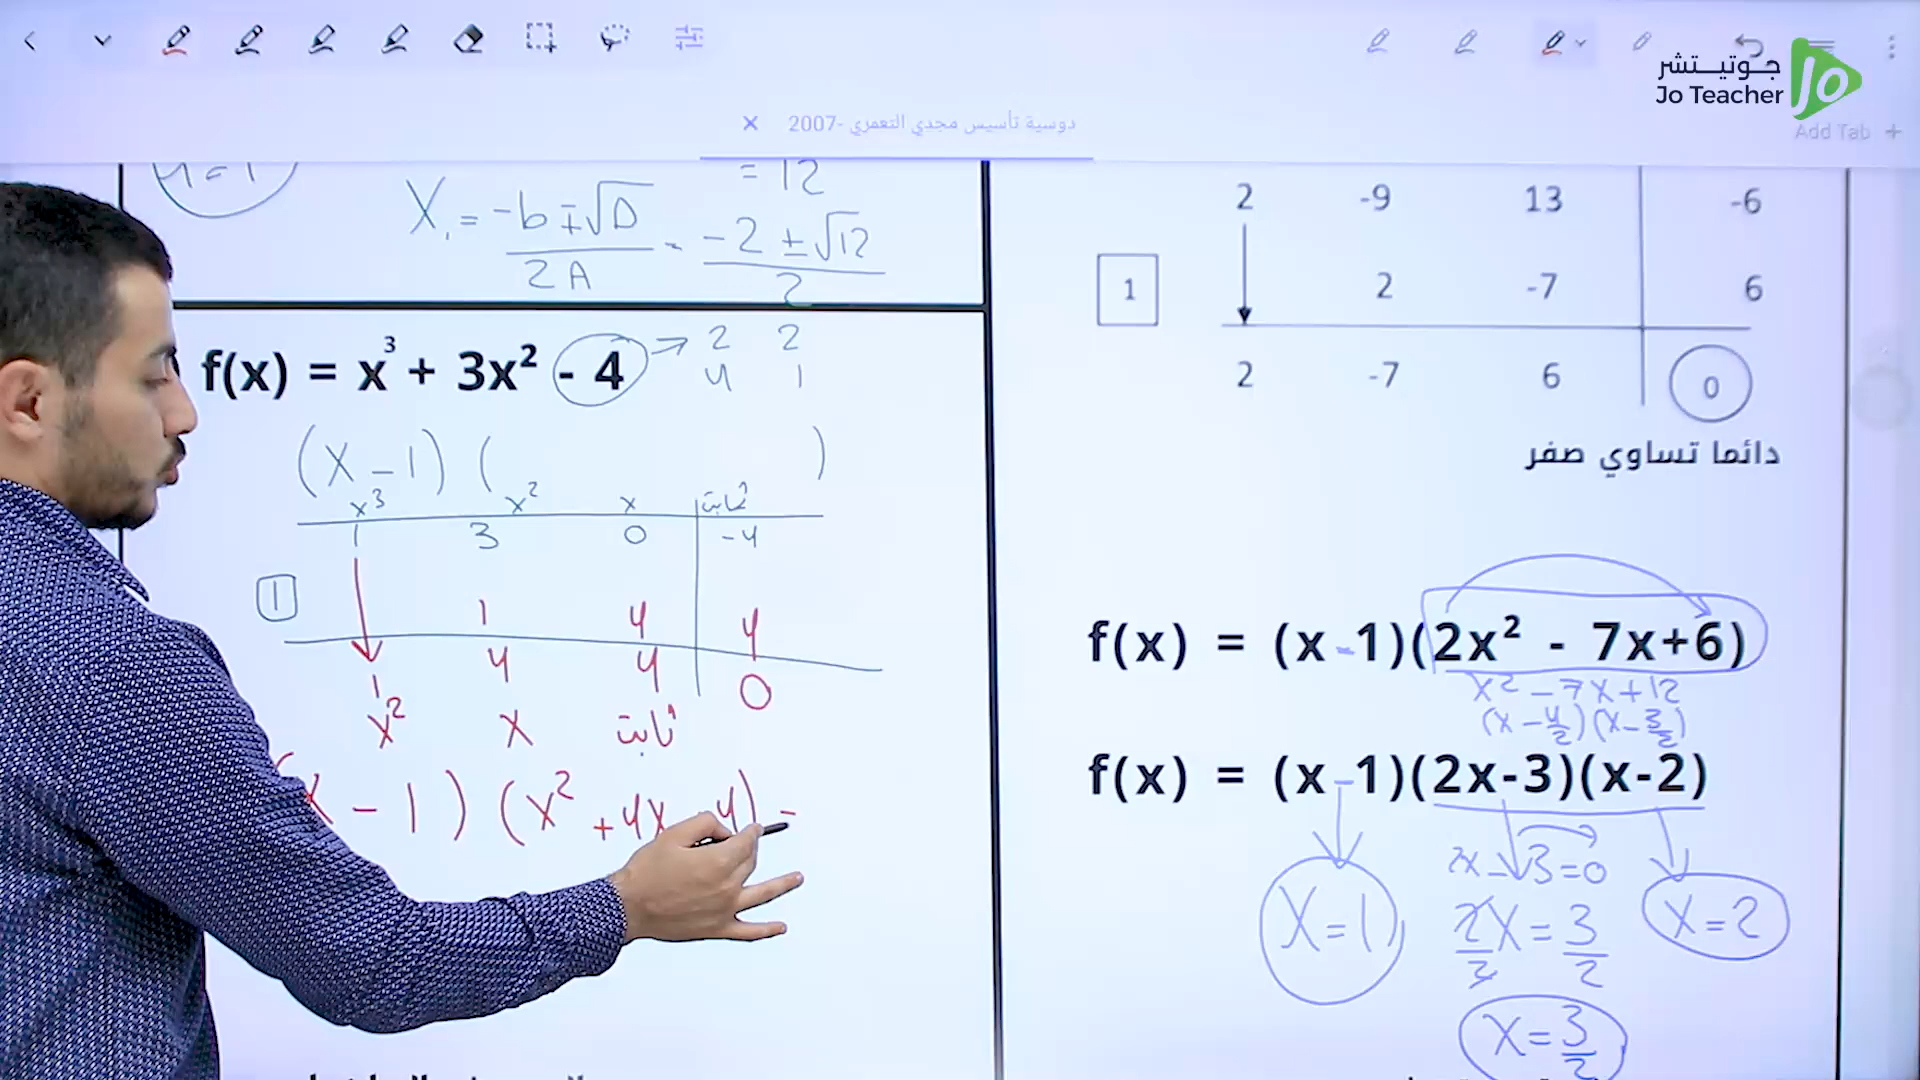 جوتيتشر
Jo Teacher
Add Tab +
دوسية تأسيس مجدي التعمري -2007
= 12
X₁ = -b ∓ √D / 2A = -2 ± √12 / 2
f(x) = x³ + 3x² - 4 → 2 2
4 1
(x - 1) (          )
x³ x² x ثابت
1 3 0 -4
1
1 4 4
1 4 4 0
x² x ثابت
x - 1) (x² + 4x 4) =
2 -9 13 -6
1 2 -7 6
2 -7 6 0
دائما تساوي صفر
f(x) = (x - 1)(2x² - 7x+6)
x² - 7x + 12
(x - 4/2)(x - 3/2)
f(x) = (x - 1)(2x-3)(x-2)
2x - 3 = 0
X = 1
2X/2 = 3/2
X = 2
X = 3/2